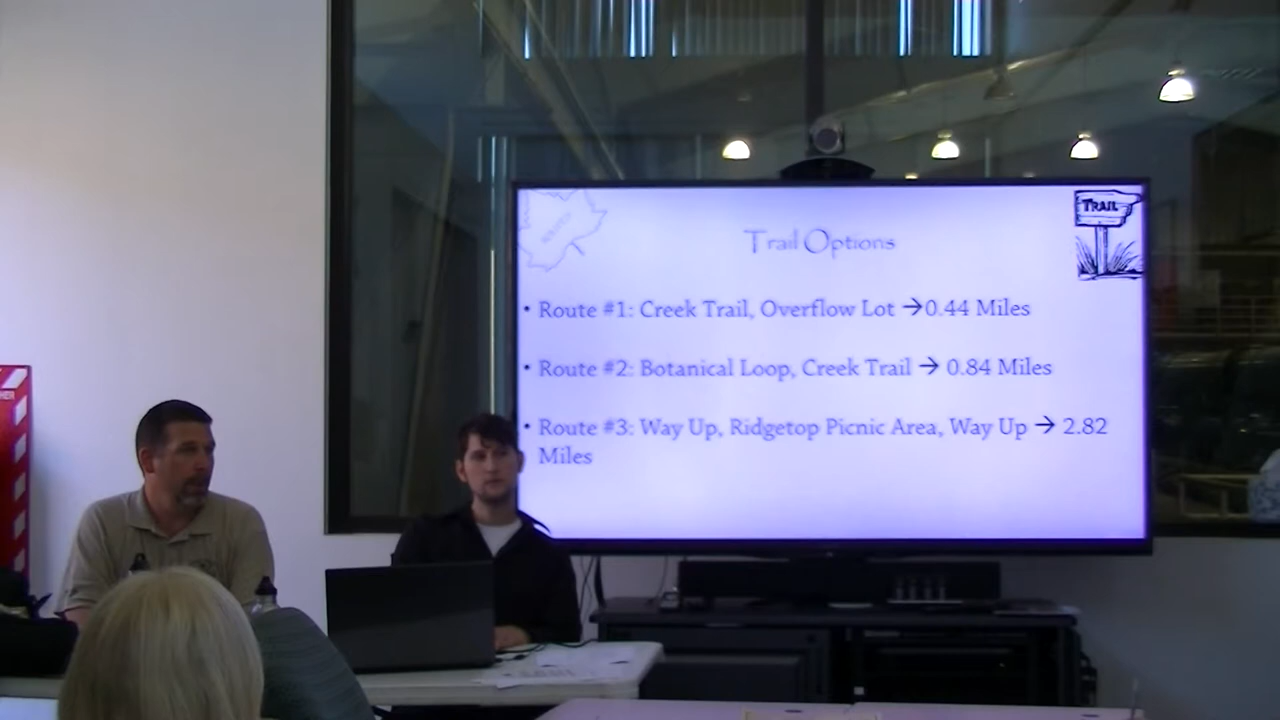 TRAIL
Trail Options
• Route #1: Creek Trail, Overflow Lot →0.44 Miles
• Route #2: Botanical Loop, Creek Trail → 0.84 Miles
• Route #3: Way Up, Ridgetop Picnic Area, Way Up → 2.82
Miles